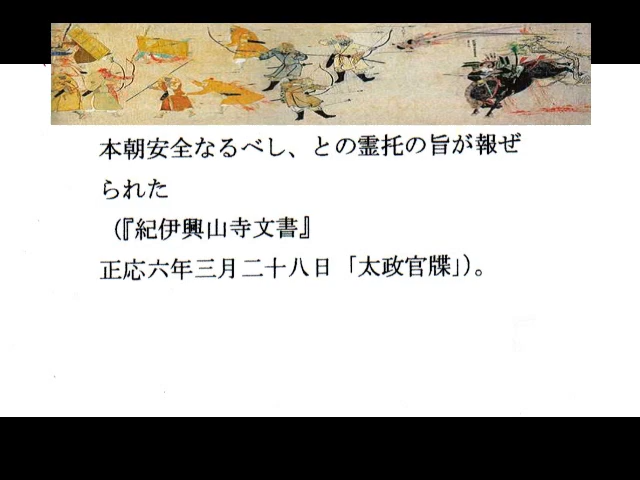 本朝安全なるべし、との霊托の旨が報ぜ
られた
(『紀伊興山寺文書』
正応六年三月二十八日「太政官牒」)。